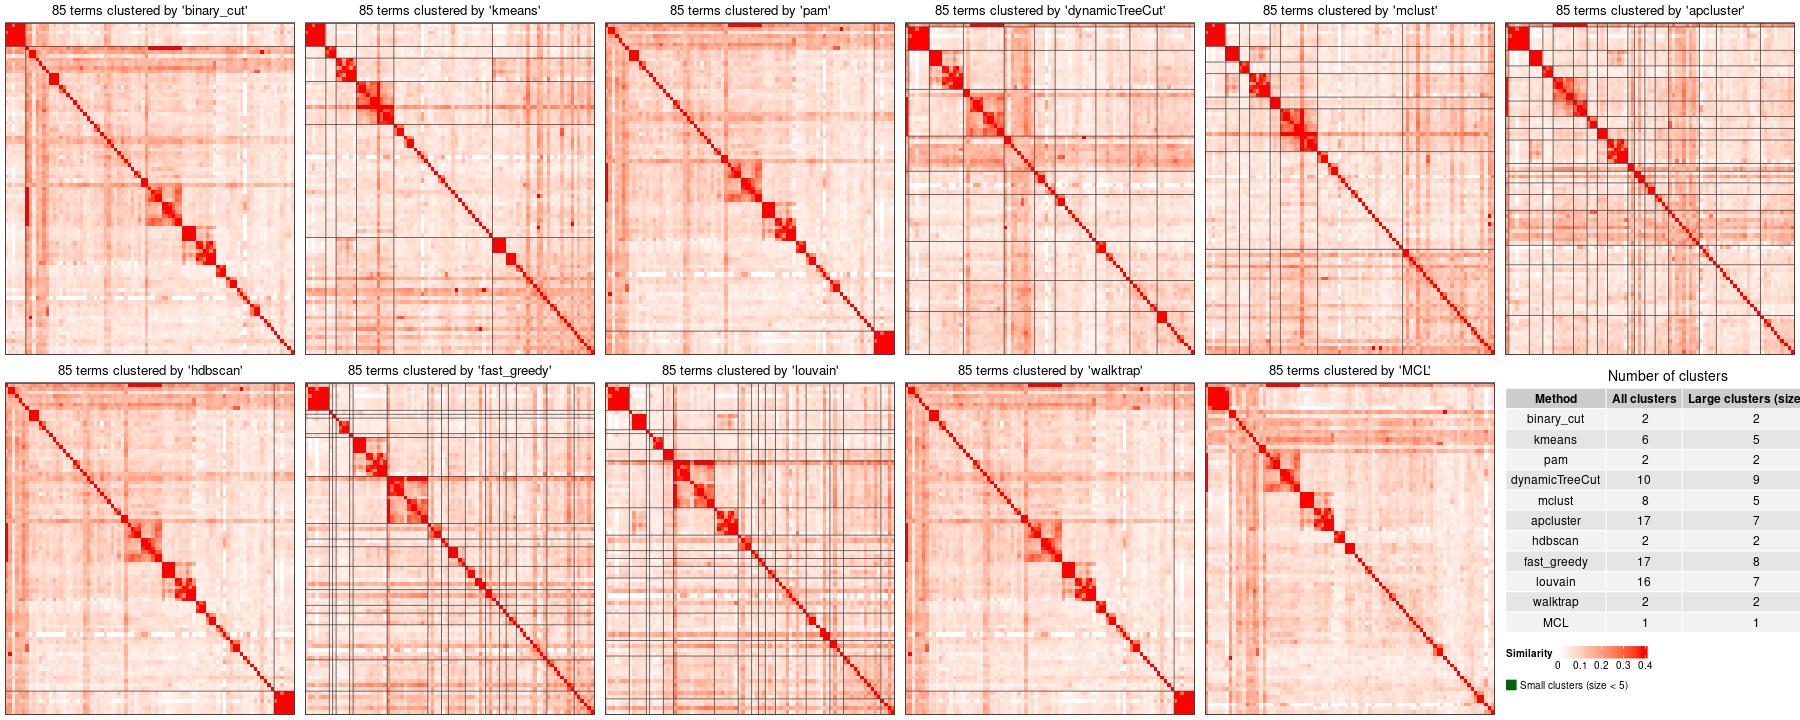 85 terms clustered by 'binary_cut'
85 terms clustered by 'kmeans'
85 terms clustered by 'pam'
85 terms clustered by 'dynamicTreeCut'
85 terms clustered by 'mclust'
85 terms clustered by 'apcluster'
85 terms clustered by 'hdbscan'
85 terms clustered by 'fast_greedy'
85 terms clustered by 'louvain'
85 terms clustered by 'walktrap'
85 terms clustered by 'MCL'
Number of clusters
Method All clusters Large clusters (size
binary_cut 2 2
kmeans 6 5
pam 2 2
dynamicTreeCut 10 9
mclust 8 5
apcluster 17 7
hdbscan 2 2
fast_greedy 17 8
louvain 16 7
walktrap 2 2
MCL 1 1
Similarity
0 0.1 0.2 0.3 0.4
Small clusters (size < 5)